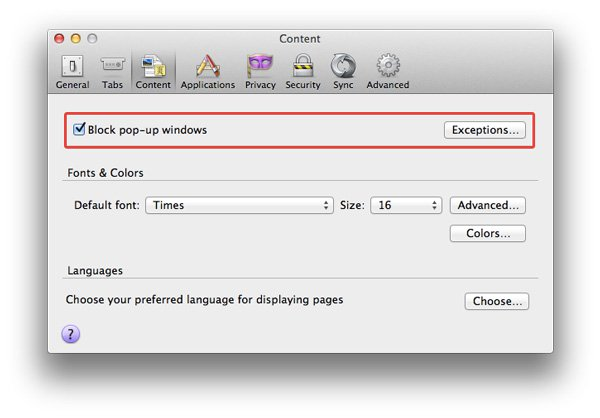 Content
General Tabs Content Applications Privacy Security Sync Advanced
Block pop-up windows Exceptions...
Fonts & Colors
Default font: Times Size: 16 Advanced...
Colors...
Languages
Choose your preferred language for displaying pages Choose...
?